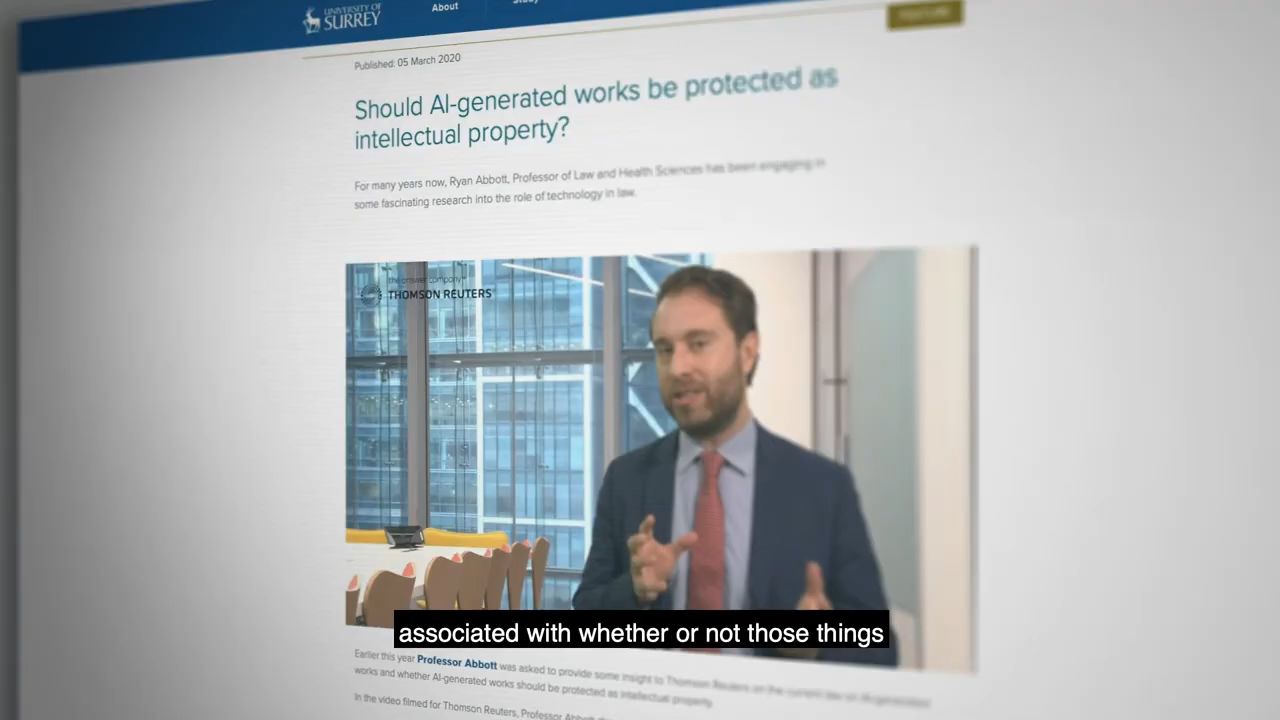 UNIVERSITY OF
SURREY
About
Study
Published: 05 March 2020
Should AI-generated works be protected as
intellectual property?
For many years now, Ryan Abbott, Professor of Law and Health Sciences has been engaging in
some fascinating research into the role of technology in law.
the answer company
THOMSON REUTERS
associated with whether or not those things
Earlier this year Professor Abbott was asked to provide some insight to Thomson Reuters on the current law on AI-generated
works and whether AI-generated works should be protected as intellectual property.
In the video filmed for Thomson Reuters, Professor Abbott